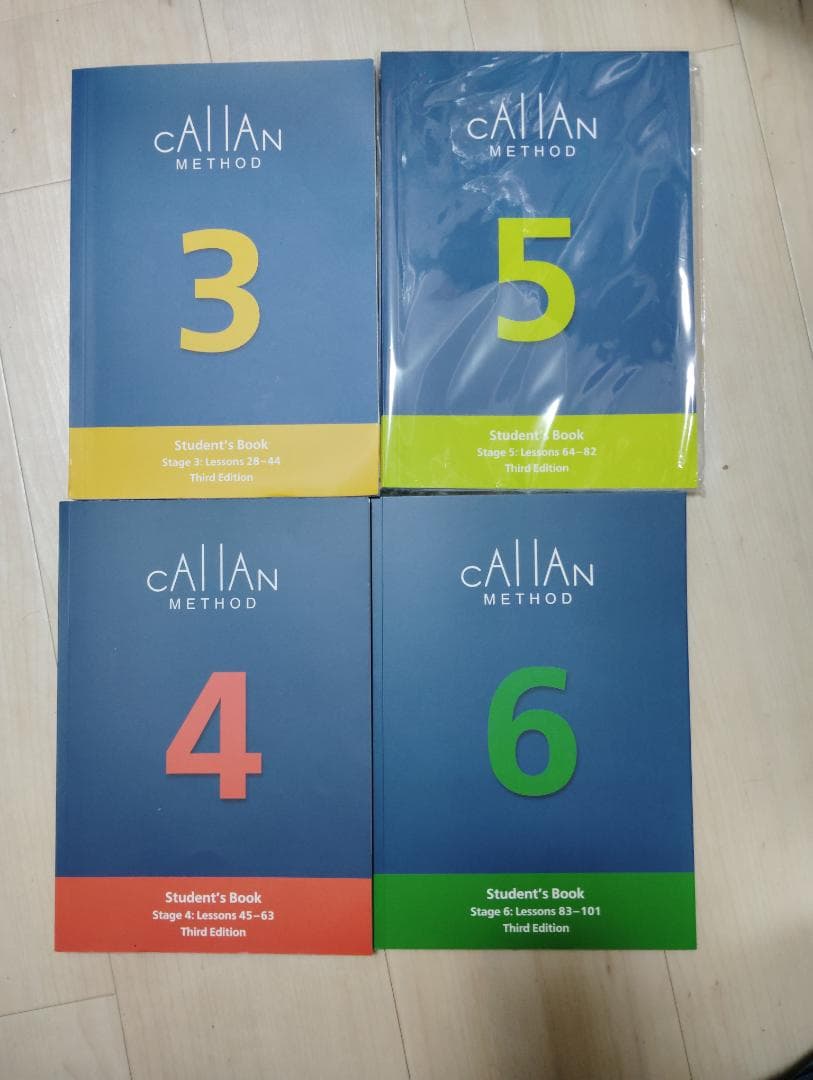 CAllAN
METHOD
3
Student's Book
Stage 3: Lessons 28–44
Third Edition
CAllAN
METHOD
5
Student's Book
Stage 5: Lessons 64–82
Third Edition
CAllAN
METHOD
4
Student's Book
Stage 4: Lessons 45–63
Third Edition
CAllAN
METHOD
6
Student's Book
Stage 6: Lessons 83–101
Third Edition